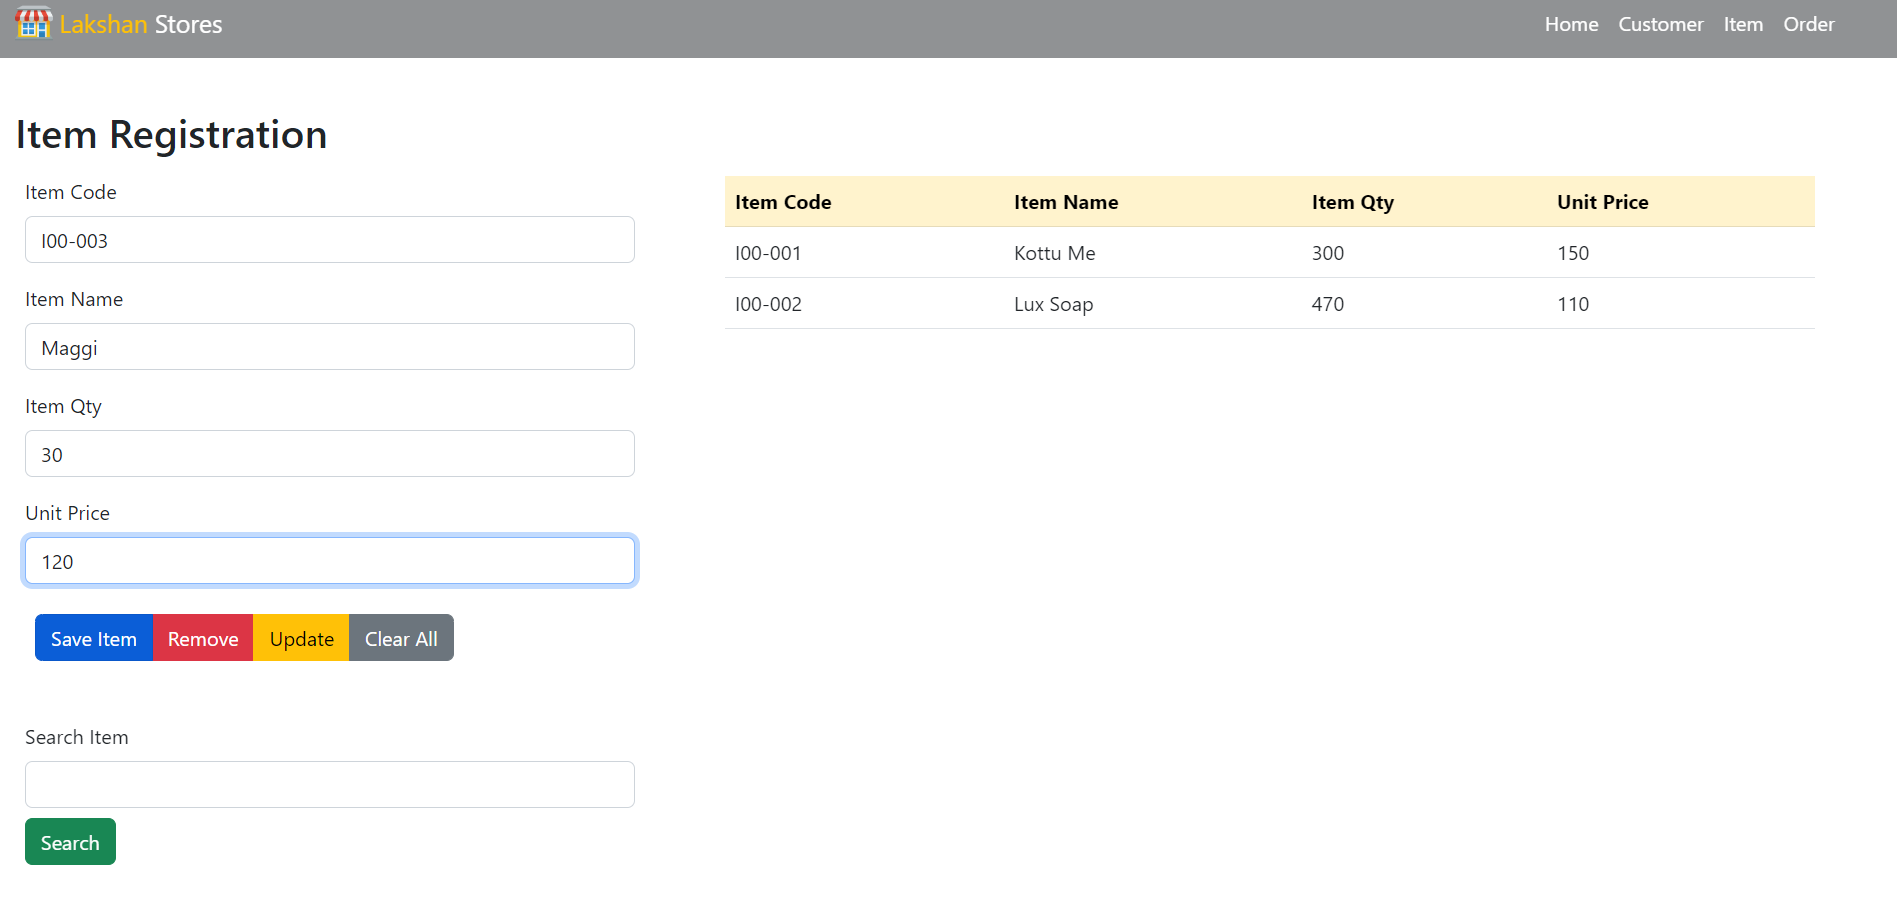 Lakshan Stores
Home Customer Item Order
Item Registration
Item Code
I00-003
Item Name
Maggi
Item Qty
30
Unit Price
120
Save Item Remove Update Clear All
Search Item
Search
Item Code Item Name Item Qty Unit Price
I00-001 Kottu Me 300 150
I00-002 Lux Soap 470 110